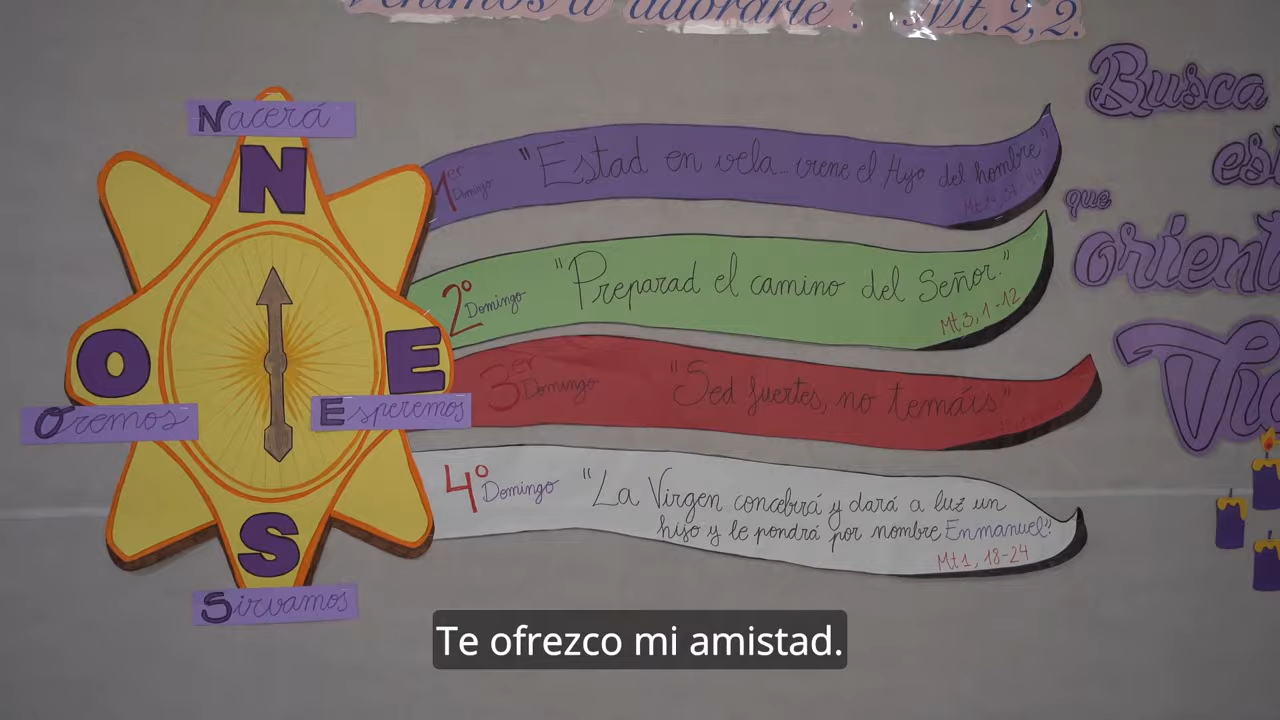 Venimos a adorarle". Mt. 2,2.
Nacerá
N
O
Oremos
E
Esperemos
S
Sirvamos
1er Domingo "Estad en vela... viene el Hijo del hombre"
2º Domingo "Preparad el camino del Señor."
Mt 3, 1-12
3er Domingo "Sed fuertes, no temáis"
4º Domingo "La Virgen concebirá y dará a luz un
hijo y le pondrá por nombre Enmanuel".
Mt 1, 18-24
Busca
que
Te ofrezco mi amistad.